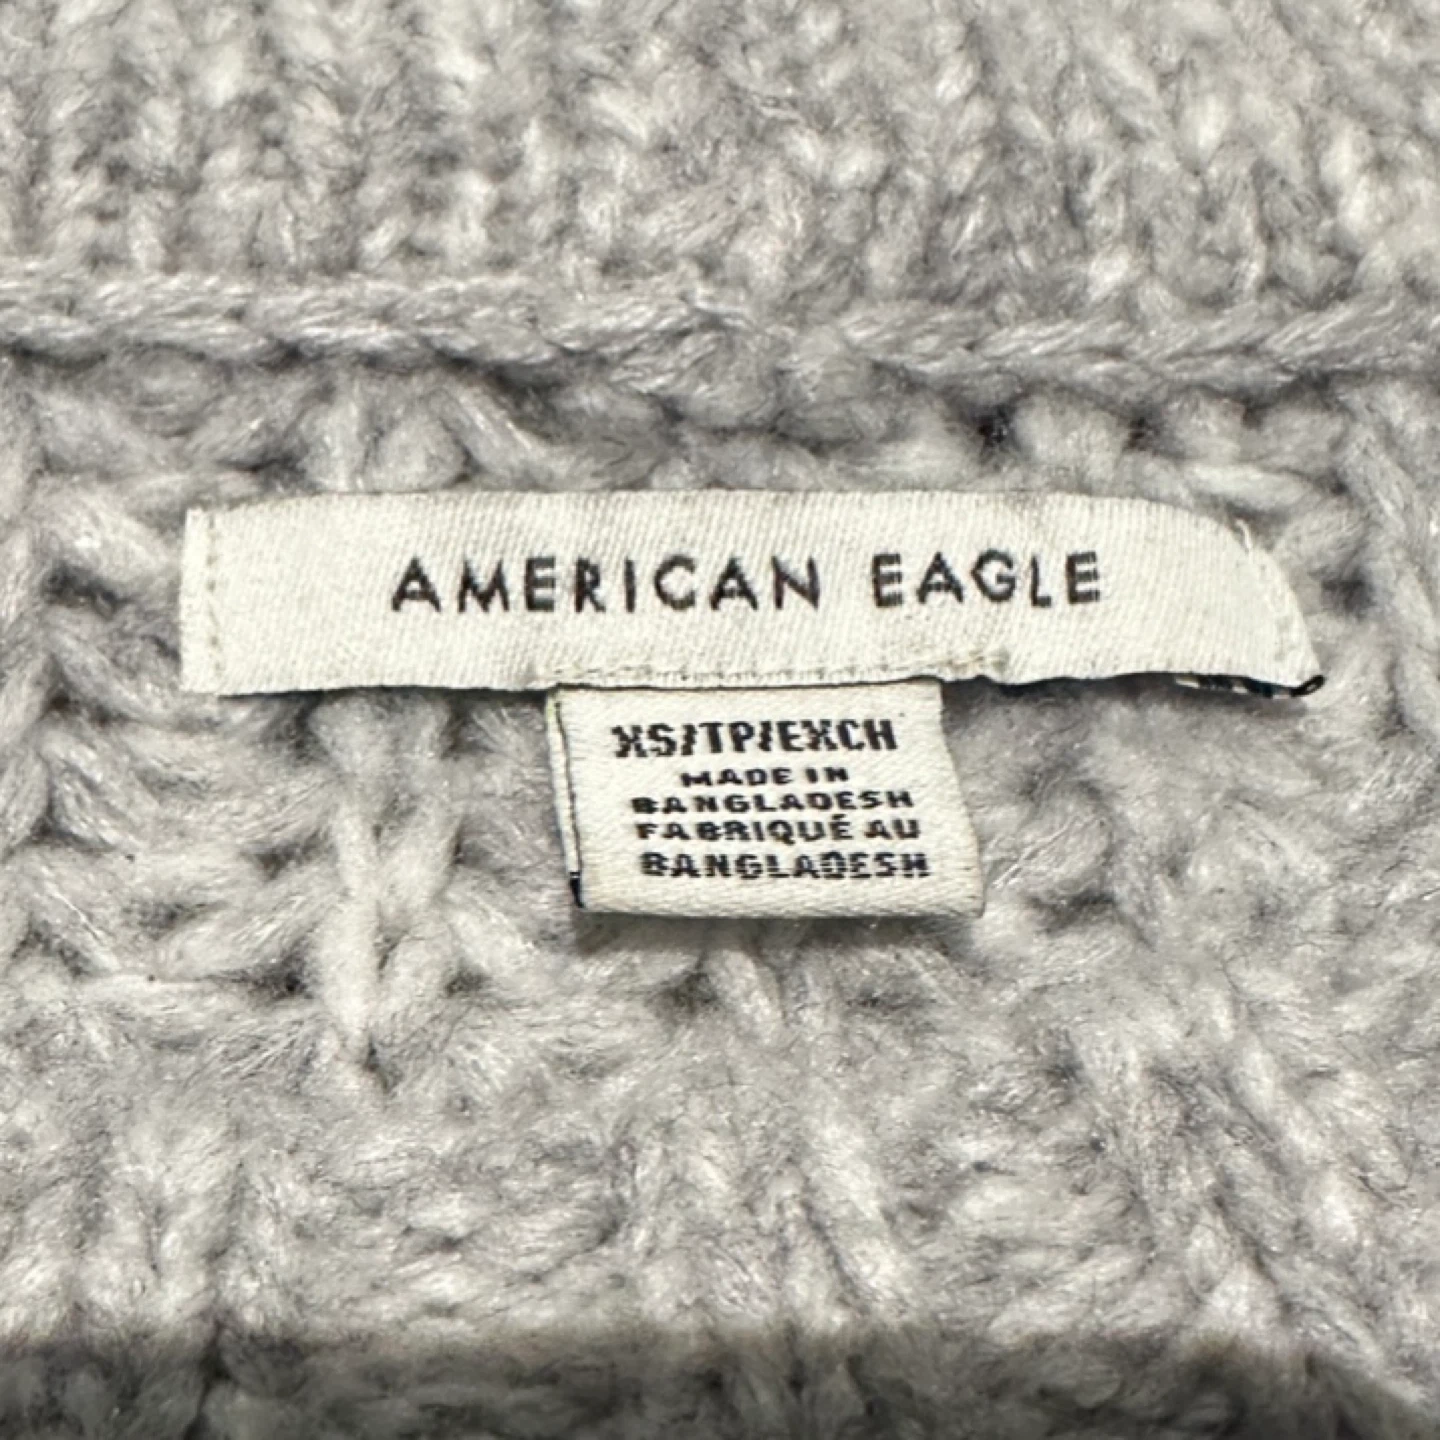 AMERICAN EAGLE
XS/TP/EXCH
MADE IN
BANGLADESH
FABRIQUÉ AU
BANGLADESH